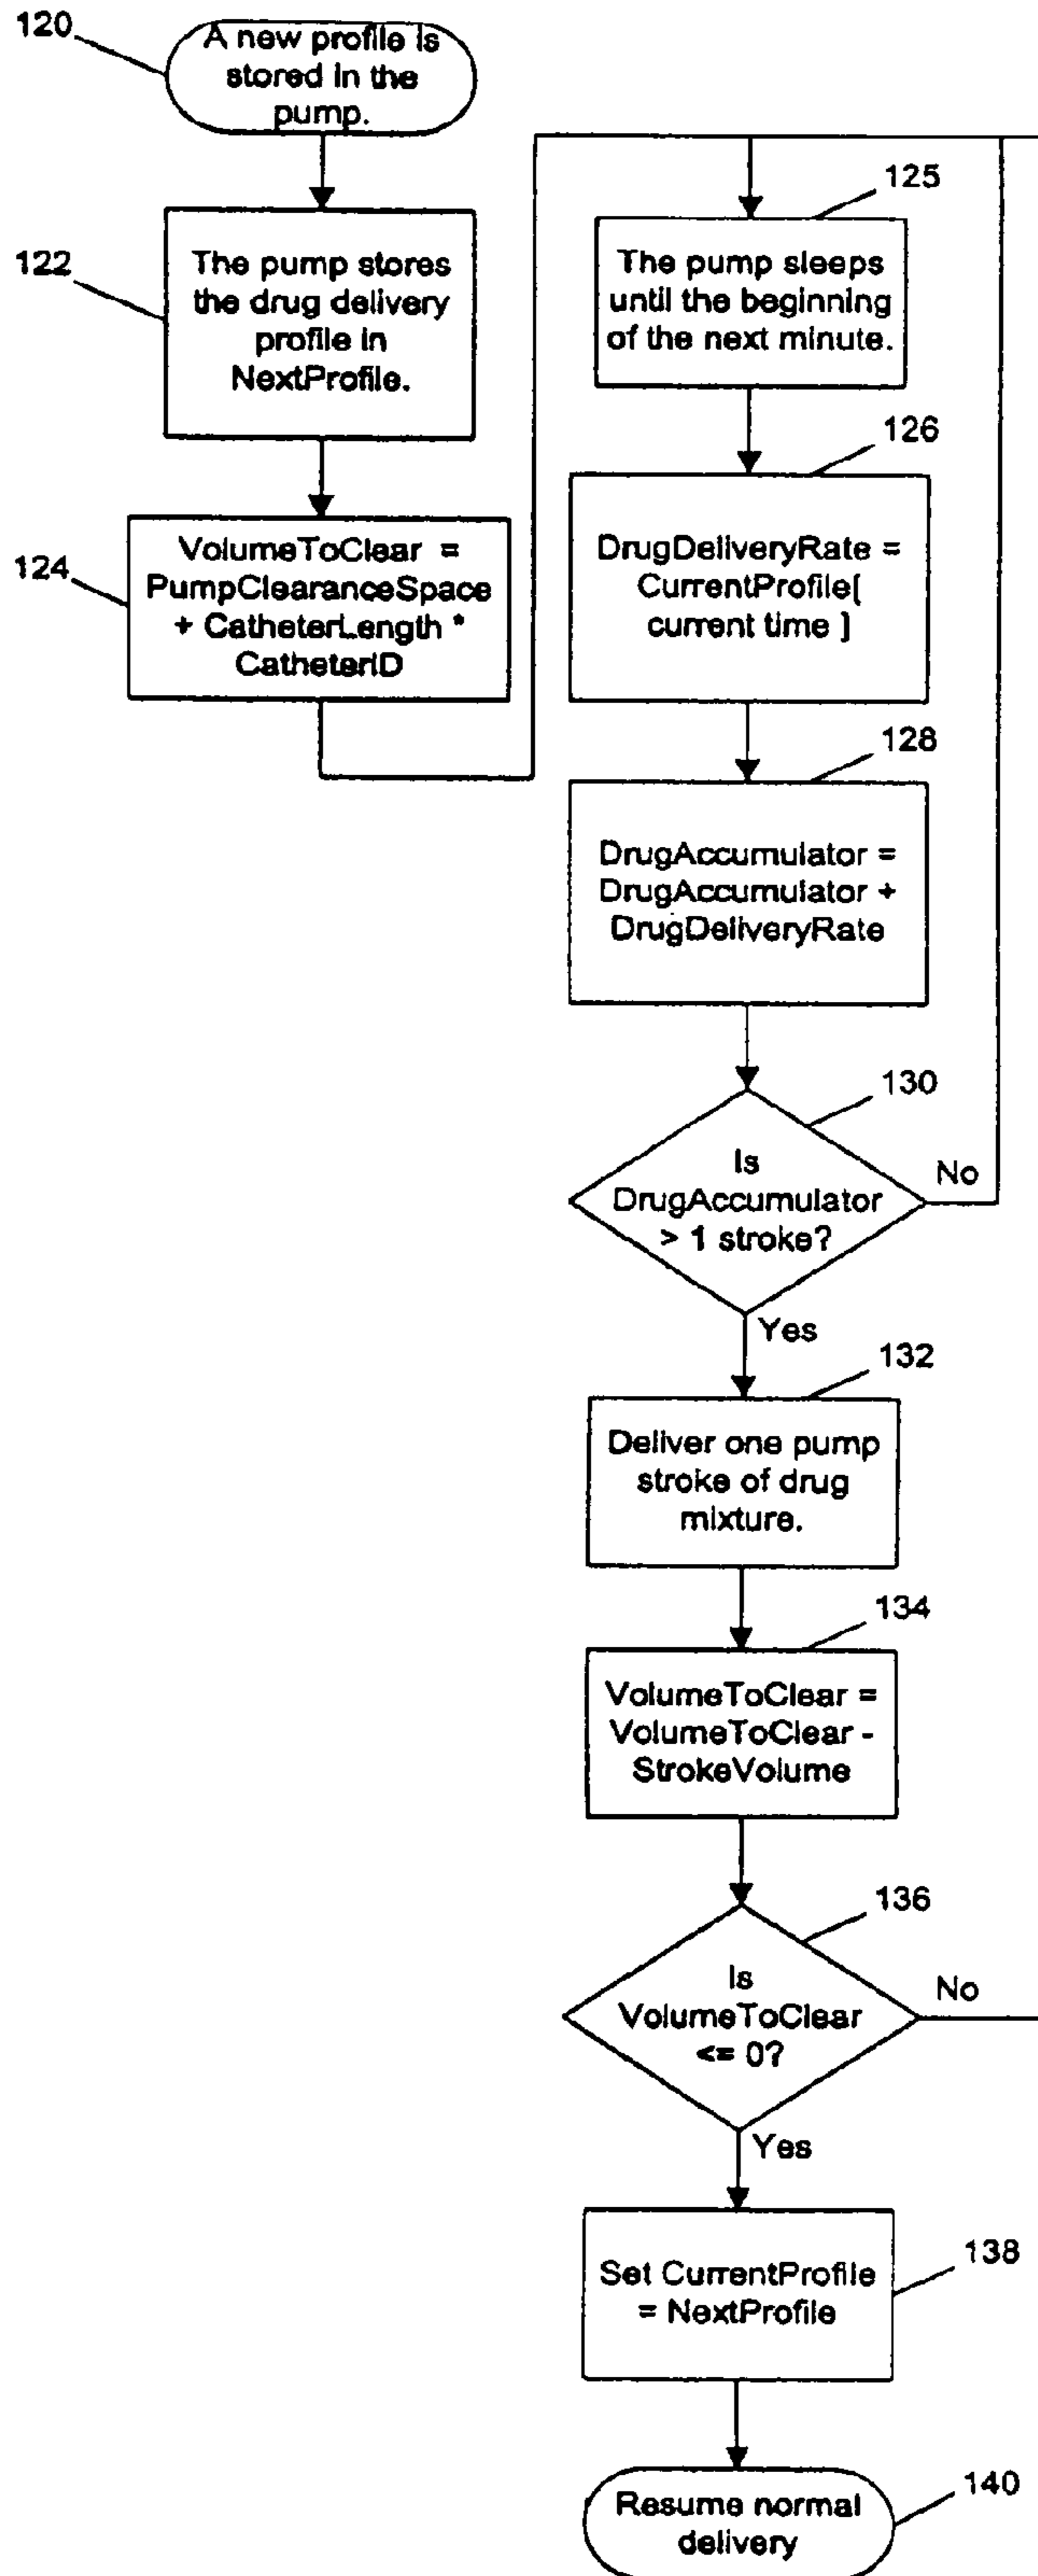 120
A new profile is
stored in the
pump.
122
The pump stores
the drug delivery
profile in
NextProfile.
124
VolumeToClear =
PumpClearanceSpace
+ CatheterLength *
CatheterID
125
The pump sleeps
until the beginning
of the next minute.
126
DrugDeliveryRate =
CurrentProfile[
current time ]
128
DrugAccumulator =
DrugAccumulator +
DrugDeliveryRate
130
Is
DrugAccumulator
> 1 stroke?
No
Yes
132
Deliver one pump
stroke of drug
mixture.
134
VolumeToClear =
VolumeToClear -
StrokeVolume
136
Is
VolumeToClear
<= 0?
No
Yes
138
Set CurrentProfile
= NextProfile
140
Resume normal
delivery